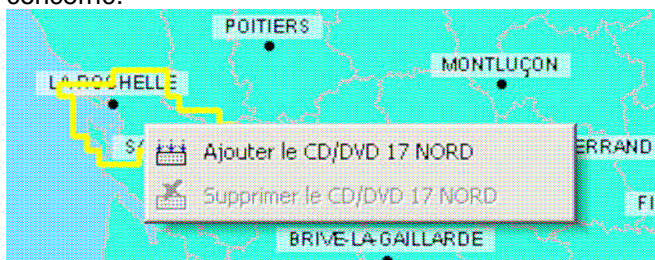 POITIERS
MONTLUÇON
LA ROCHELLE
Ajouter le CD/DVD 17 NORD
ERRAND
Supprimer le CD/DVD 17 NORD
FI
BRIVE-LA-GAILLARDE